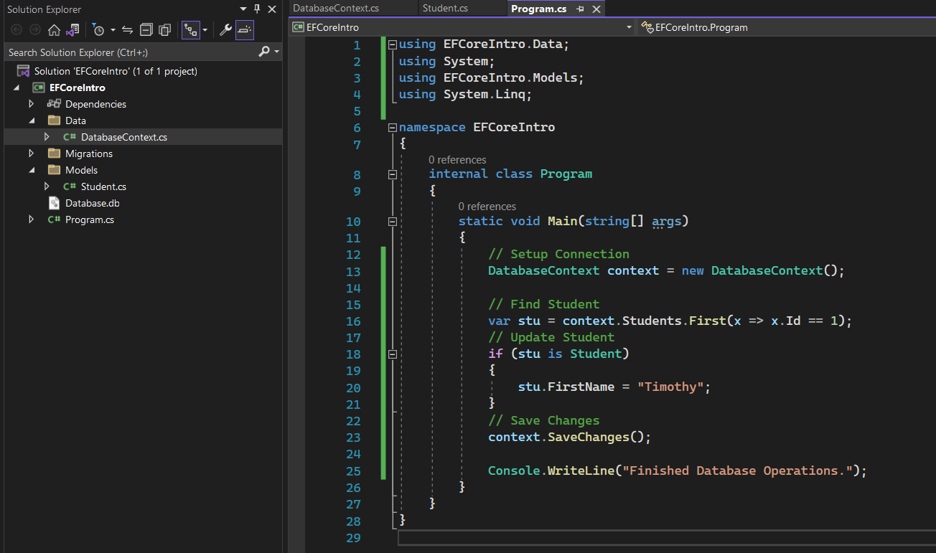 Solution Explorer
Search Solution Explorer (Ctrl+;)
Solution 'EFCoreIntro' (1 of 1 project)
C# EFCoreIntro
Dependencies
Data
C# DatabaseContext.cs
Migrations
Models
C# Student.cs
Database.db
C# Program.cs
DatabaseContext.cs Student.cs Program.cs
C# EFCoreIntro EFCoreIntro.Program
1 using EFCoreIntro.Data;
2 using System;
3 using EFCoreIntro.Models;
4 using System.Linq;
5
6 namespace EFCoreIntro
7 {
0 references
8 internal class Program
9 {
0 references
10 static void Main(string[] args)
11 {
12 // Setup Connection
13 DatabaseContext context = new DatabaseContext();
14
15 // Find Student
16 var stu = context.Students.First(x => x.Id == 1);
17 // Update Student
18 if (stu is Student)
19 {
20 stu.FirstName = "Timothy";
21 }
22 // Save Changes
23 context.SaveChanges();
24
25 Console.WriteLine("Finished Database Operations.");
26 }
27 }
28 }
29